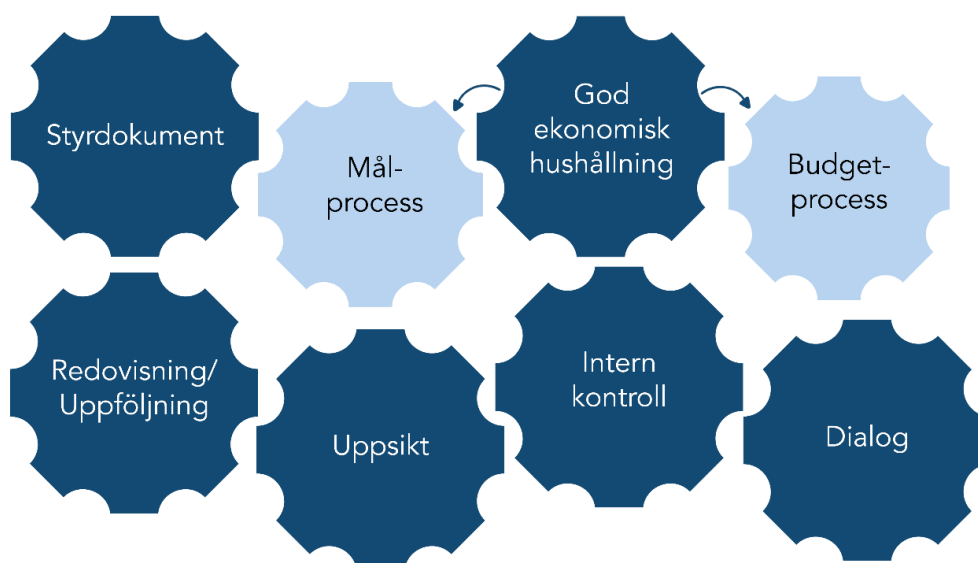 Styrdokument
Mål-
process
God
ekonomisk
hushållning
Budget-
process
Redovisning/
Uppföljning
Uppsikt
Intern
kontroll
Dialog